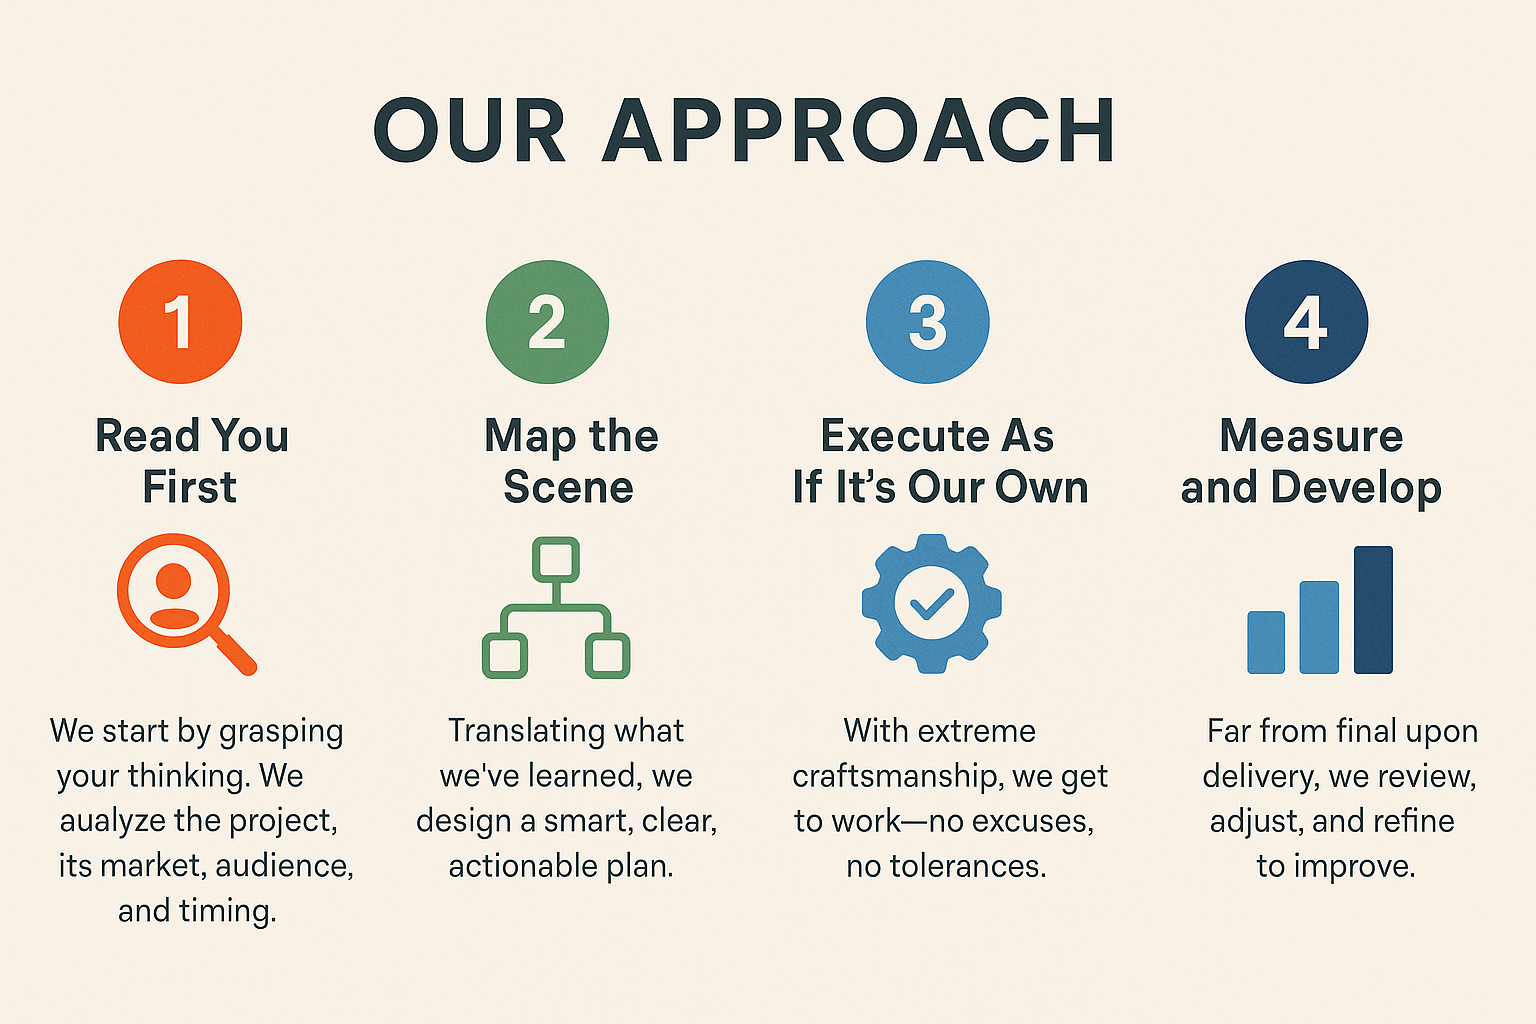 OUR APPROACH
1
Read You
First
We start by grasping
your thinking. We
aualyze the project,
its market, audience,
and timing.
2
Map the
Scene
Translating what
we've learned, we
design a smart, clear,
actionable plan.
3
Execute As
If It’s Our Own
With extreme
craftsmanship, we get
to work—no excuses,
no tolerances.
4
Measure
and Develop
Far from final upon
delivery, we review,
adjust, and refine
to improve.